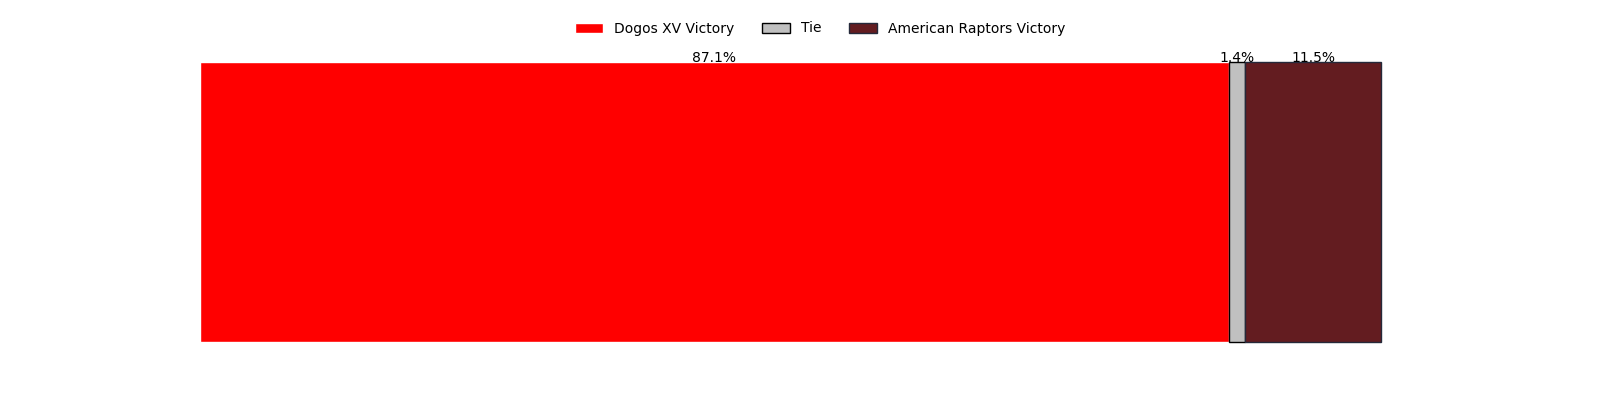 Dogos XV Victory Tie American Raptors Victory
87.1% 1.4% 11.5%